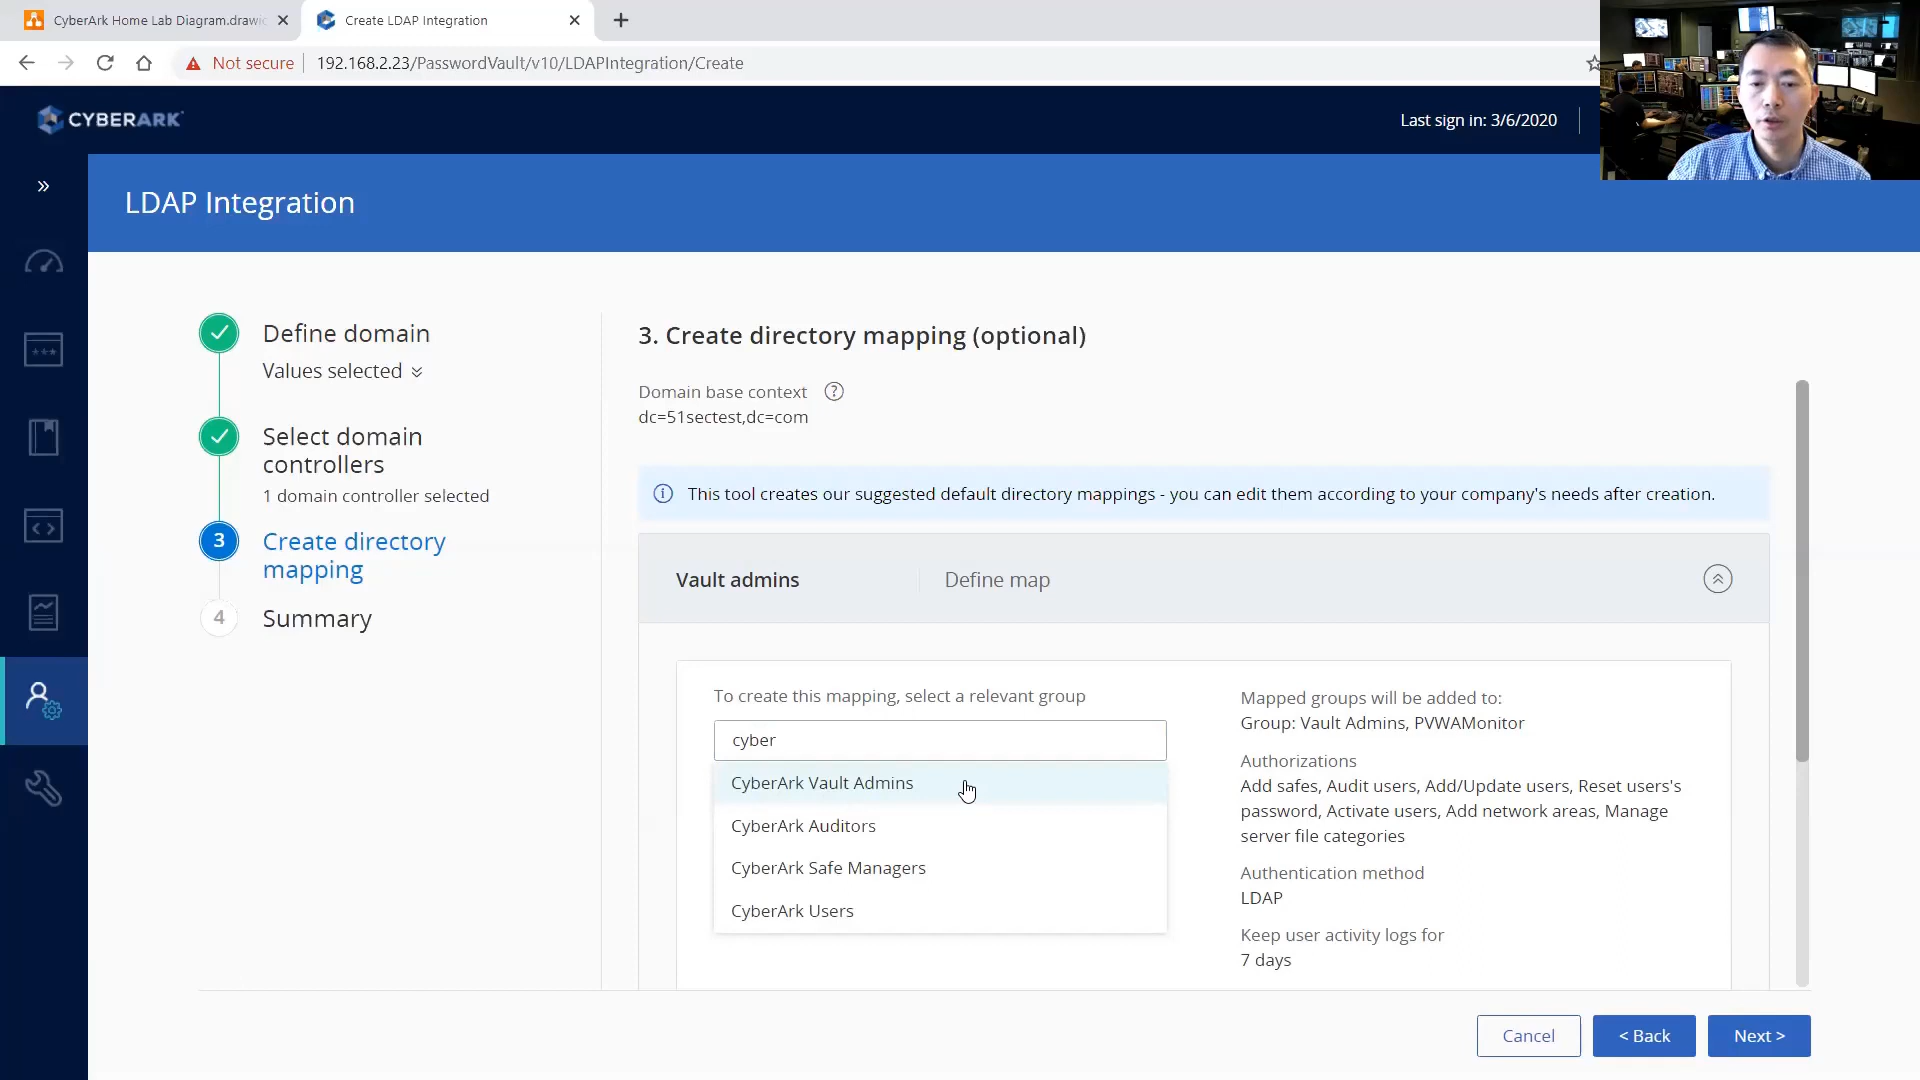 CyberArk Home Lab Diagram.drawio
Create LDAP Integration
Not secure
192.168.2.23/PasswordVault/v10/LDAPIntegration/Create
CYBERARK
Last sign in: 3/6/2020
LDAP Integration
Define domain
Values selected
Select domain
controllers
1 domain controller selected
3
Create directory
mapping
4
Summary
3. Create directory mapping (optional)
Domain base context
?
dc=51sectest,dc=com
This tool creates our suggested default directory mappings - you can edit them according to your company's needs after creation.
Vault admins
Define map
To create this mapping, select a relevant group
cyber
CyberArk Vault Admins
CyberArk Auditors
CyberArk Safe Managers
CyberArk Users
Mapped groups will be added to:
Group: Vault Admins, PVWAMonitor
Authorizations
Add safes, Audit users, Add/Update users, Reset users's
password, Activate users, Add network areas, Manage
server file categories
Authentication method
LDAP
Keep user activity logs for
7 days
Cancel
< Back
Next >